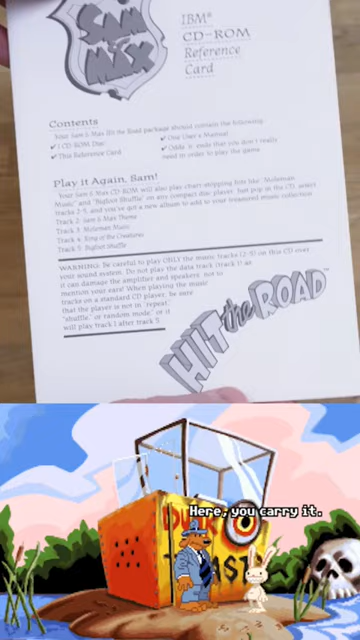 SAM
&
MAX
IBM®
CD-ROM
Reference
Card
Contents
Your Sam & Max Hit the Road package should contain the following:
✔ 1 CD-ROM Disc
✔ This Reference Card
✔ One User's Manual
✔ Odds 'n' ends that you don't really
need in order to play the game.
Play it Again, Sam!
Your Sam & Max CD-ROM will also play chart-topping hits like "Moleman
Music," and "Bigfoot Shuffle" on any compact disc player. Just pop in the CD, select
tracks 2-5, and you've got a new album to add to your treasured music collection.
Track 2: Sam & Max Theme
Track 3: Moleman Music
Track 4: Song of the Creatures
Track 5: Bigfoot Shuffle
WARNING: Be careful to play ONLY the music tracks (2-5) on this CD over
your sound system. Do not play the data track (track 1) as
it can damage the amplifier and speakers, not to
mention your ears! When playing the music
tracks on a standard CD player, be sure
that the player is not in "repeat,"
"shuffle," or random mode, or it
will play track 1 after track 5.
HIT the ROAD™
Here, you carry it.